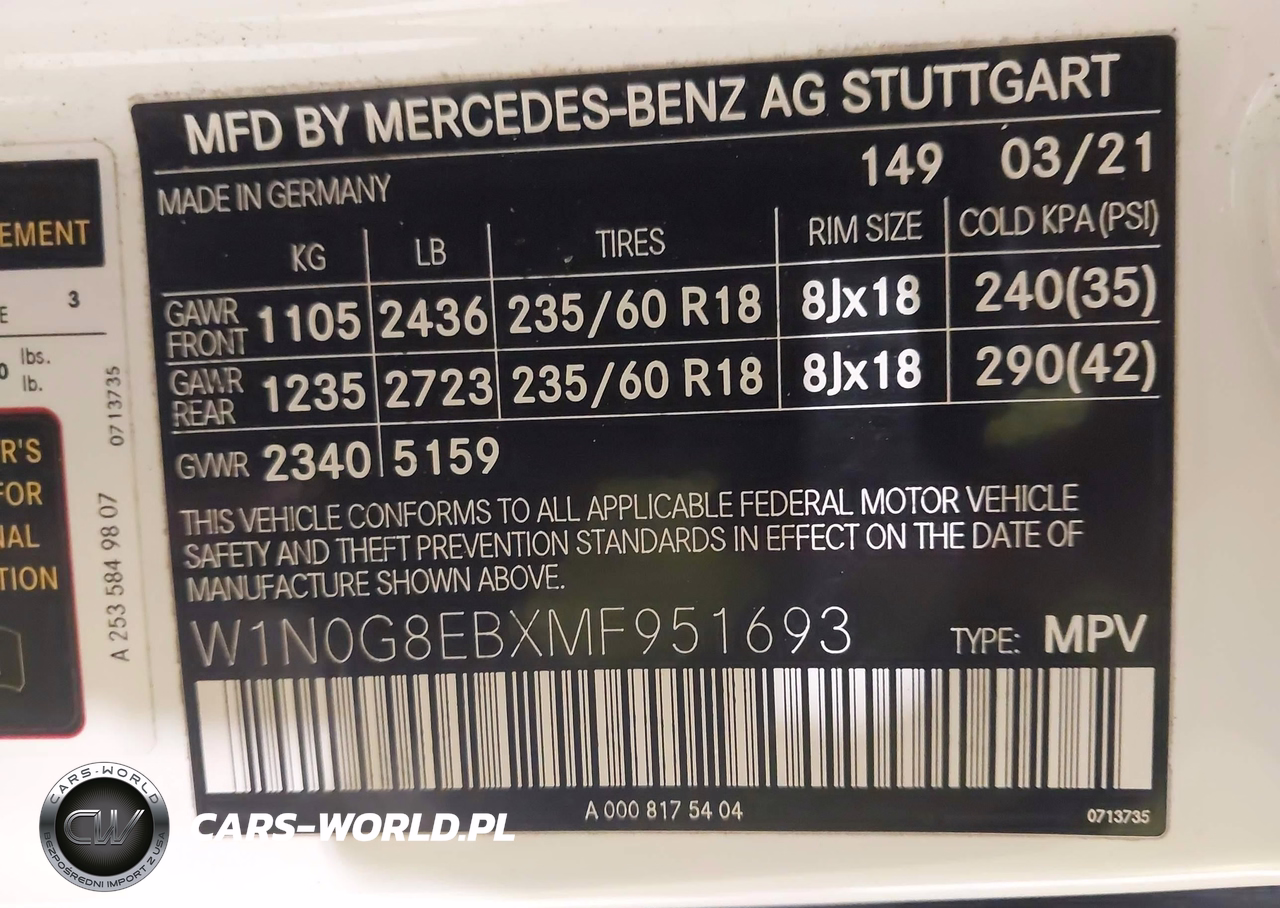 MFD BY MERCEDES-BENZ AG STUTTGART
MADE IN GERMANY 149 03/21
KG LB TIRES RIM SIZE COLD KPA (PSI)
GAWR FRONT 1105 2436 235/60 R18 8Jx18 240(35)
GAWR REAR 1235 2723 235/60 R18 8Jx18 290(42)
GVWR 2340 5159
THIS VEHICLE CONFORMS TO ALL APPLICABLE FEDERAL MOTOR VEHICLE
SAFETY AND THEFT PREVENTION STANDARDS IN EFFECT ON THE DATE OF
MANUFACTURE SHOWN ABOVE.
W1N0G8EBXMF951693 TYPE: MPV
A 000 817 54 04 0713735
EMENT
E 3
0 lbs.
lb.
0713735
R'S
FOR
NAL
TION
A 253 584 98 07
CARS-WORLD
CW
BEZPOŚREDNI IMPORT Z USA
CARS-WORLD.PL